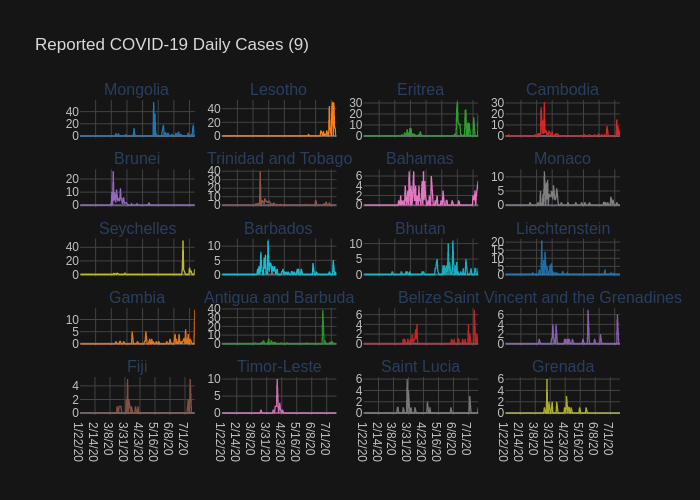 Reported COVID-19 Daily Cases (9)
Mongolia Lesotho Eritrea Cambodia
40 20 0
40 20 0
30 20 10 0
30 20 10 0
Brunei Trinidad and Tobago Bahamas Monaco
20 10 0
40 30 20 10 0
6 4 2 0
10 5 0
Seychelles Barbados Bhutan Liechtenstein
40 20 0
10 5 0
10 5 0
20 15 10 5 0
Gambia Antigua and Barbuda Belize Saint Vincent and the Grenadines
10 5 0
40 30 20 10 0
6 4 2 0
6 4 2 0
Fiji Timor-Leste Saint Lucia Grenada
4 2 0
10 5 0
6 4 2 0
6 4 2 0
1/22/20 2/14/20 3/8/20 3/31/20 4/23/20 5/16/20 6/8/20 7/1/20
1/22/20 2/14/20 3/8/20 3/31/20 4/23/20 5/16/20 6/8/20 7/1/20
1/22/20 2/14/20 3/8/20 3/31/20 4/23/20 5/16/20 6/8/20 7/1/20
1/22/20 2/14/20 3/8/20 3/31/20 4/23/20 5/16/20 6/8/20 7/1/20